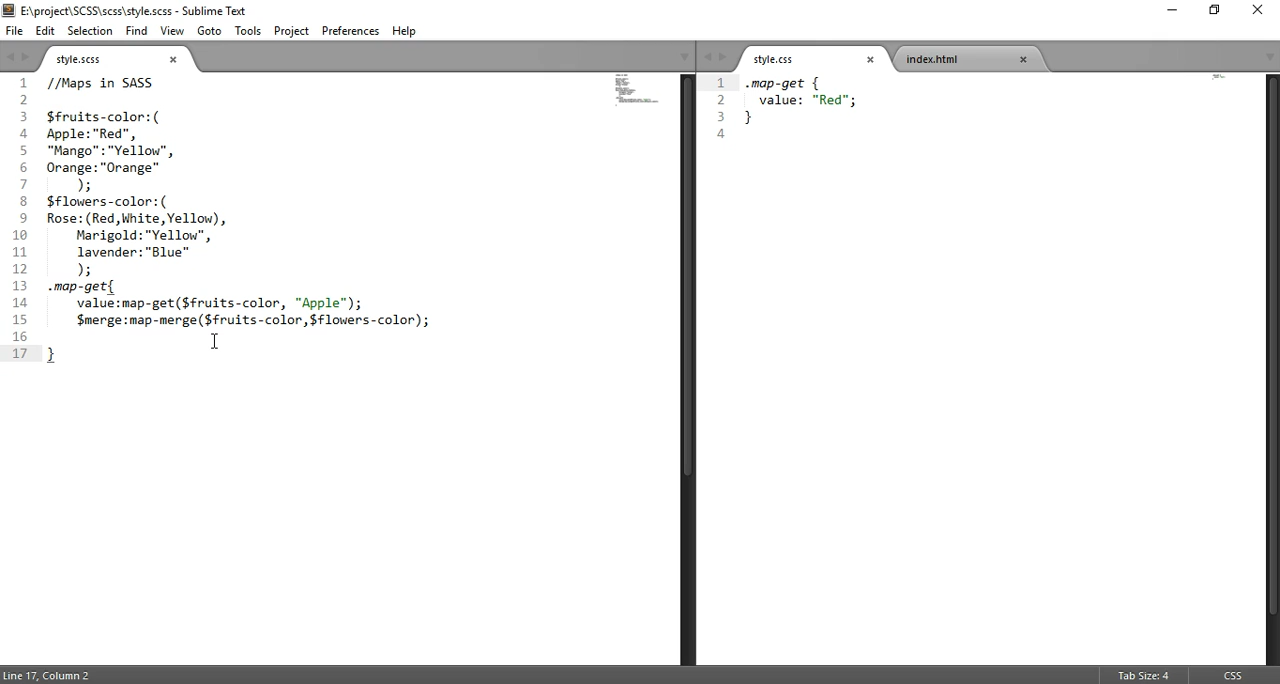 E:\project\SCSS\scss\style.scss - Sublime Text
File Edit Selection Find View Goto Tools Project Preferences Help
style.scss
1 //Maps in SASS
2
3 $fruits-color:(
4 Apple:"Red",
5 "Mango":"Yellow",
6 Orange:"Orange"
7 );
8 $flowers-color:(
9 Rose:(Red,White,Yellow),
10 Marigold:"Yellow",
11 lavender:"Blue"
12 );
13 .map-get{
14 value:map-get($fruits-color, "Apple");
15 $merge:map-merge($fruits-color,$flowers-color);
16
17 }
style.css index.html
1 .map-get {
2 value: "Red";
3 }
4
Line 17, Column 2 Tab Size: 4 CSS